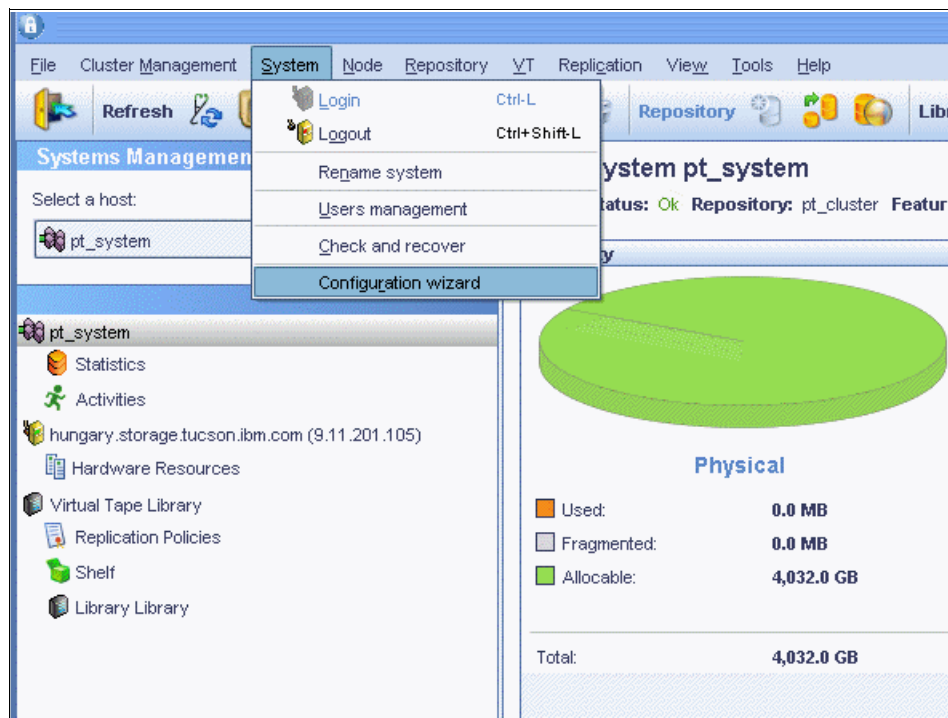 File Cluster Management System Node Repository VT Replication View Tools Help
Refresh Repository Libr
Login Ctrl-L
Logout Ctrl+Shift-L
Rename system
Users management
Check and recover
Configuration wizard
Systems Managemen
Select a host:
pt_system
pt_system
Statistics
Activities
hungary.storage.tucson.ibm.com (9.11.201.105)
Hardware Resources
Virtual Tape Library
Replication Policies
Shelf
Library Library
ystem pt_system
tatus: Ok Repository: pt_cluster Featur
y
Physical
Used: 0.0 MB
Fragmented: 0.0 MB
Allocable: 4,032.0 GB
Total: 4,032.0 GB